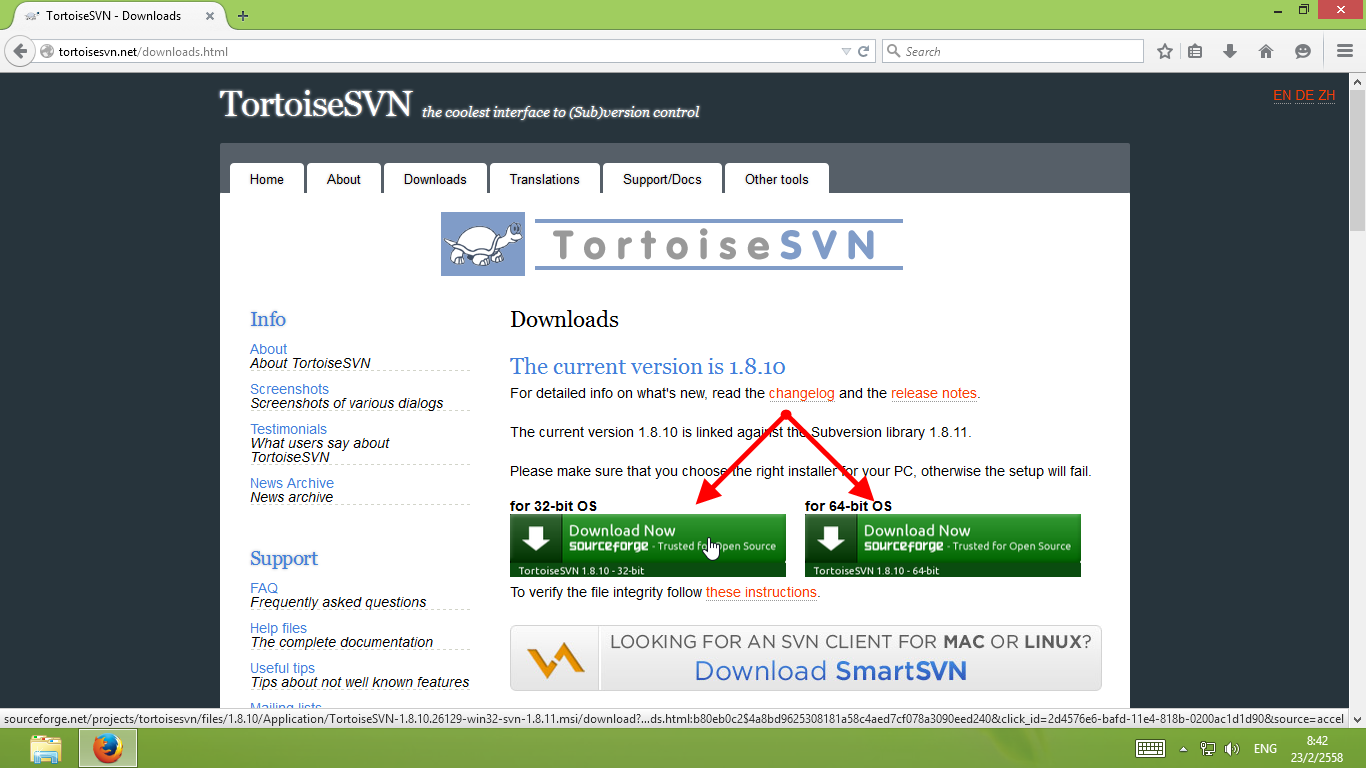 TortoiseSVN - Downloads
tortoisesvn.net/downloads.html
Search
TortoiseSVN the coolest interface to (Sub)version control
EN DE ZH
Home About Downloads Translations Support/Docs Other tools
TortoiseSVN
Info
About
About TortoiseSVN
Screenshots
Screenshots of various dialogs
Testimonials
What users say about
TortoiseSVN
News Archive
News archive
Support
FAQ
Frequently asked questions
Help files
The complete documentation
Useful tips
Tips about not well known features
Mailing lists
Downloads
The current version is 1.8.10
For detailed info on what's new, read the changelog and the release notes.
The current version 1.8.10 is linked against the Subversion library 1.8.11.
Please make sure that you choose the right installer for your PC, otherwise the setup will fail.
for 32-bit OS
Download Now
sourceforge - Trusted for Open Source
TortoiseSVN 1.8.10 - 32-bit
for 64-bit OS
Download Now
sourceforge - Trusted for Open Source
TortoiseSVN 1.8.10 - 64-bit
To verify the file integrity follow these instructions.
LOOKING FOR AN SVN CLIENT FOR MAC OR LINUX?
Download SmartSVN
sourceforge.net/projects/tortoisesvn/files/1.8.10/Application/TortoiseSVN-1.8.10.26129-win32-svn-1.8.11.msi/download?...ds.html:b80eb0c2$4a8bd9625308181a58c4aed7cf078a3090eed240&click_id=2d4576e6-bafd-11e4-818b-0200ac1d1d90&source=accel
ENG
8:42
23/2/2558